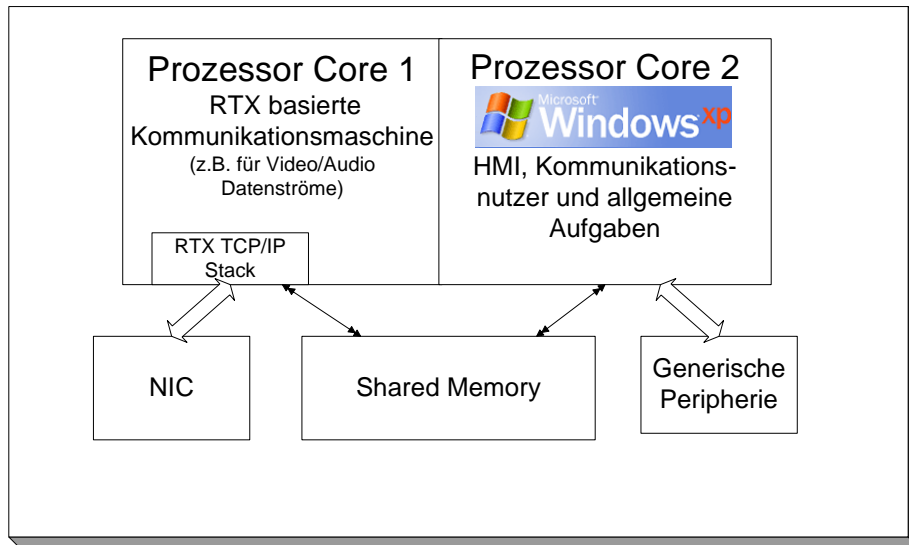 Prozessor Core 1
RTX basierte
Kommunikationsmaschine
(z.B. für Video/Audio
Datenströme)
RTX TCP/IP
Stack
Prozessor Core 2
Microsoft
Windows xp
HMI, Kommunikations-
nutzer und allgemeine
Aufgaben
NIC
Shared Memory
Generische
Peripherie